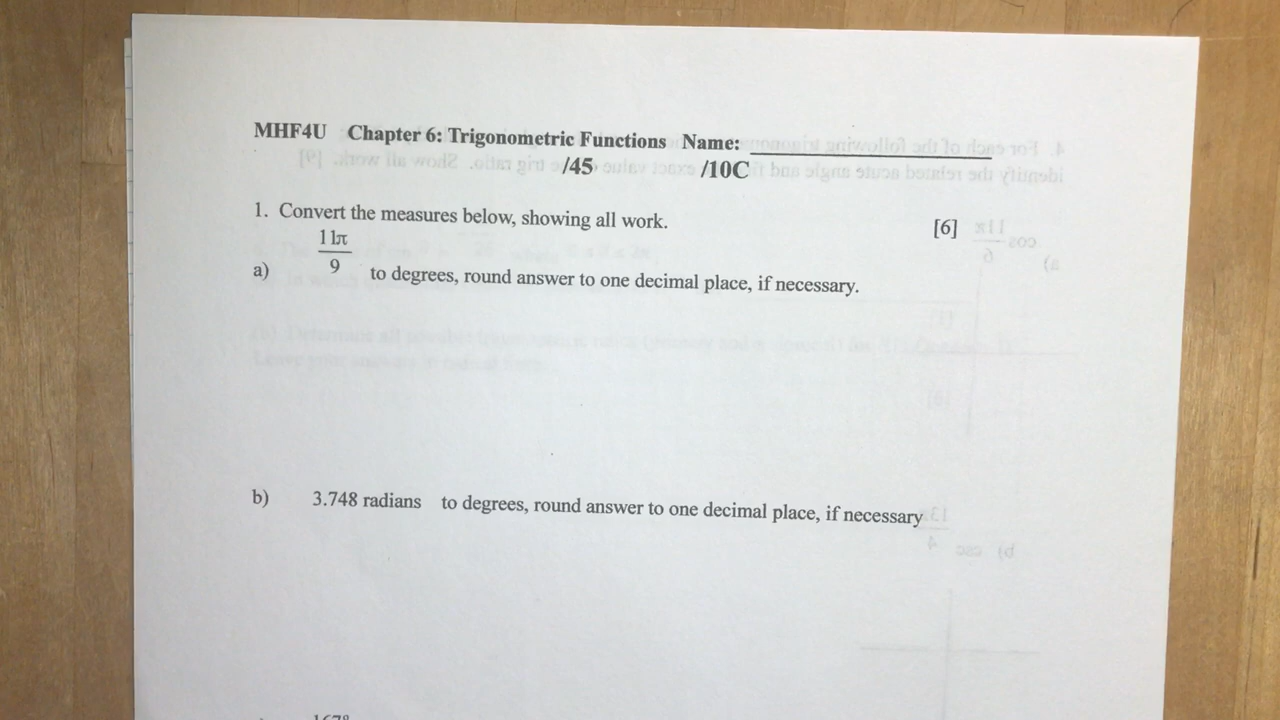 MHF4U Chapter 6: Trigonometric Functions Name: ____________________
/45 /10C
1. Convert the measures below, showing all work. [6]
a) 11π/9 to degrees, round answer to one decimal place, if necessary.
b) 3.748 radians to degrees, round answer to one decimal place, if necessary